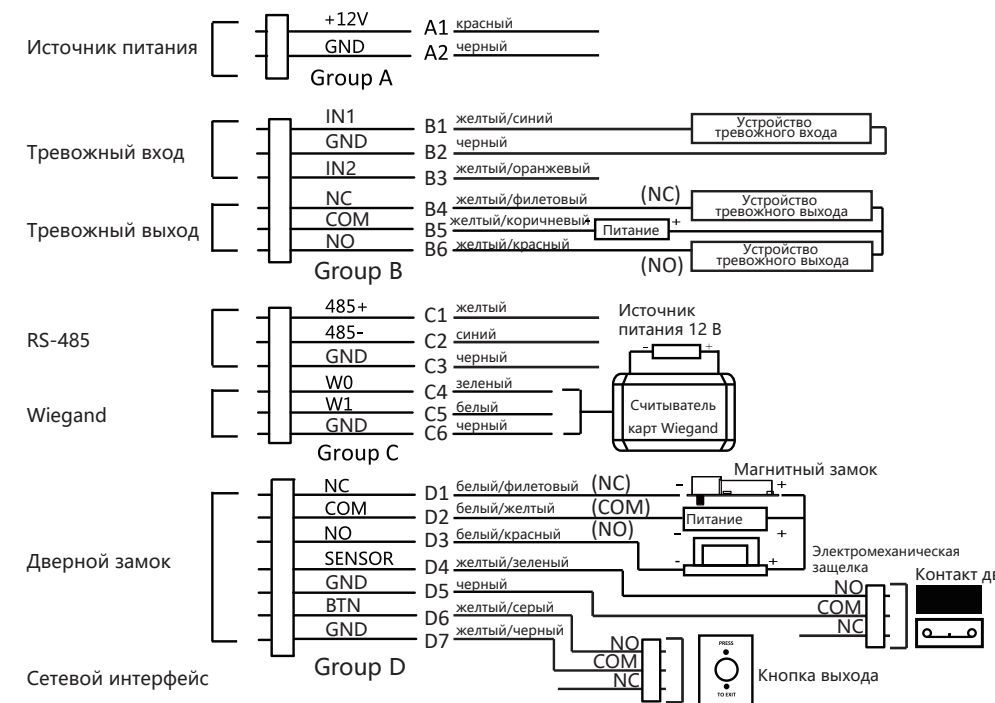 Источник питания
+12V A1 красный
GND A2 черный
Group A
Тревожный вход
IN1 B1 желтый/синий
Устройство
тревожного входа
GND B2 черный
IN2 B3 желтый/оранжевый
Тревожный выход
NC B4 желтый/филетовый (NC)
Устройство
тревожного выхода
COM B5 желтый/коричневый - Питание +
NO B6 желтый/красный (NO)
Устройство
тревожного выхода
Group B
RS-485
485+ C1 желтый
485- C2 синий
GND C3 черный
Источник
питания 12 В
- +
Wiegand
W0 C4 зеленый
W1 C5 белый
GND C6 черный
Считыватель
карт Wiegand
Group C
Дверной замок
Магнитный замок
NC D1 белый/филетовый (NC) - +
COM D2 белый/желтый (COM) Питание
- +
NO D3 белый/красный (NO)
- +
Электромеханическая
защелка
SENSOR D4 желтый/зеленый
GND D5 черный
BTN D6 желтый/серый
GND D7 желтый/черный
Контакт дв
NO
COM
NC
NO
COM
NC
PRESS
TO EXIT
Кнопка выхода
Group D
Сетевой интерфейс